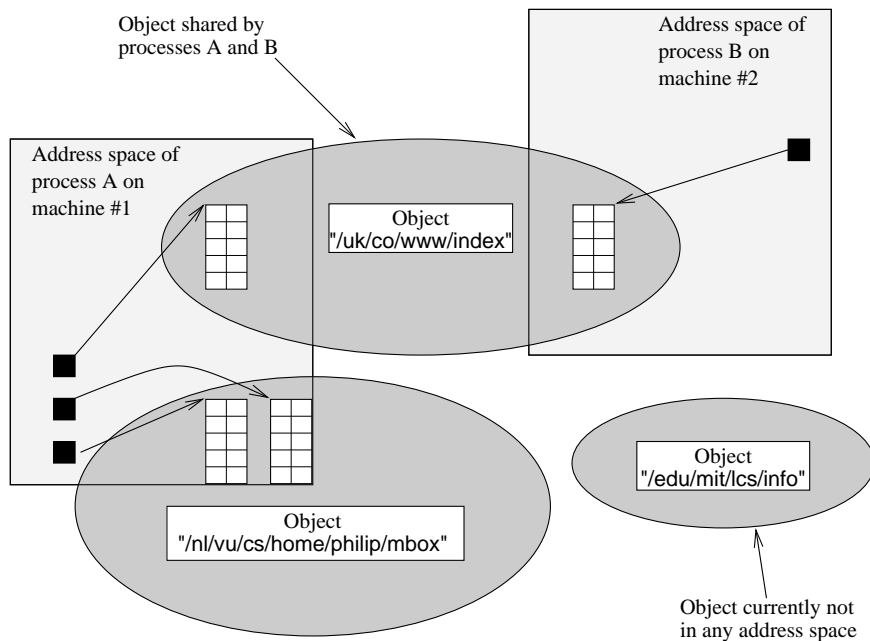 Object shared by
processes A and B
Address space of
process B on
machine #2
Address space of
process A on
machine #1
Object
"/uk/co/www/index"
Object
"/edu/mit/lcs/info"
Object
"/nl/vu/cs/home/philip/mbox"
Object currently not
in any address space